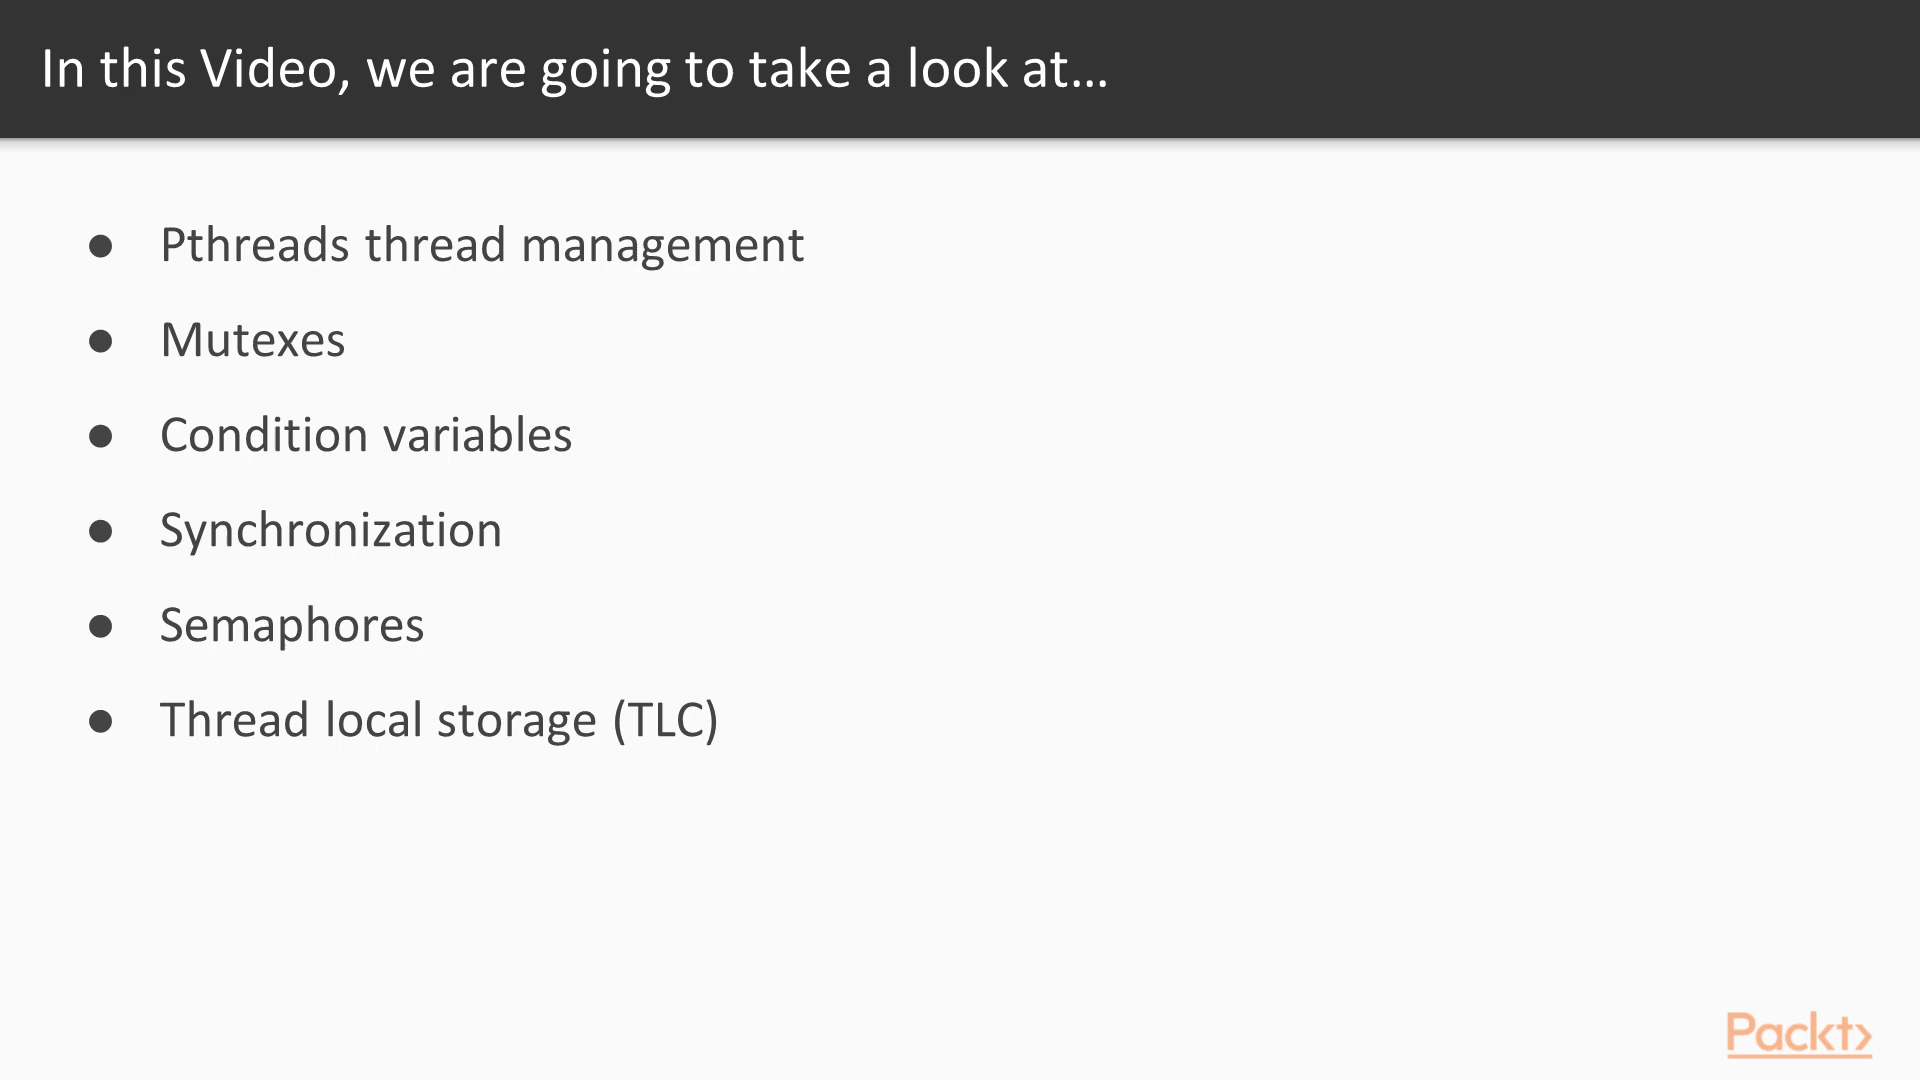 In this Video, we are going to take a look at...
● Pthreads thread management
● Mutexes
● Condition variables
● Synchronization
● Semaphores
● Thread local storage (TLC)
Packt>